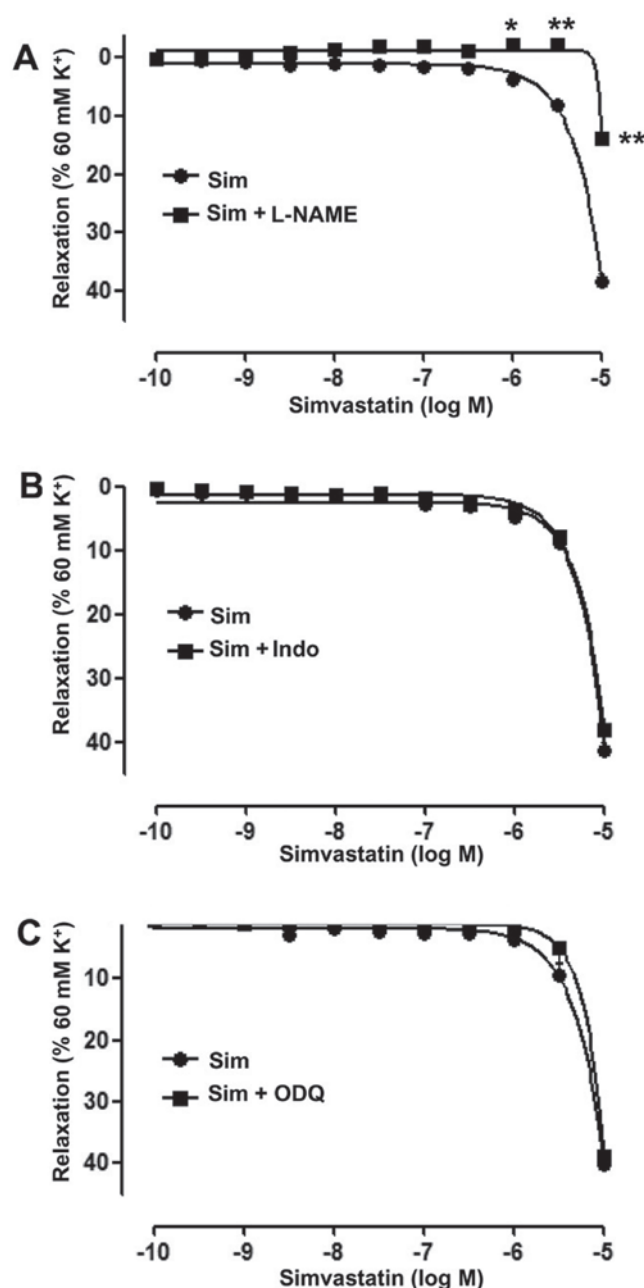 A
* **
Relaxation (% 60 mM K⁺)
0
10
20
30
40
**
Sim
Sim + L-NAME
-10 -9 -8 -7 -6 -5
Simvastatin (log M)
B
Relaxation (% 60 mM K⁺)
0
10
20
30
40
Sim
Sim + Indo
-10 -9 -8 -7 -6 -5
Simvastatin (log M)
C
Relaxation (% 60 mM K⁺)
10
20
30
40
Sim
Sim + ODQ
-10 -9 -8 -7 -6 -5
Simvastatin (log M)